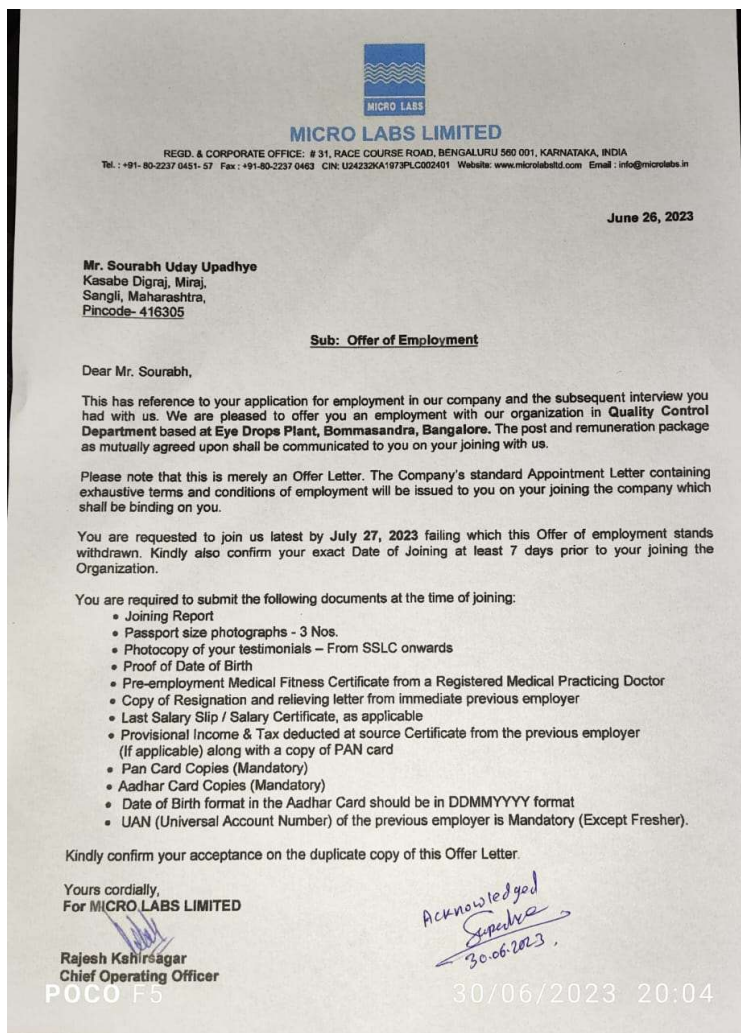 MICRO LABS
MICRO LABS LIMITED
REGD. & CORPORATE OFFICE: # 31, RACE COURSE ROAD, BENGALURU 560 001, KARNATAKA, INDIA
Tel. : +91- 80-2237 0451- 57 Fax : +91-80-2237 0463 CIN: U24232KA1973PLC002401 Website: www.microlabsltd.com Email : info@microlabs.in
June 26, 2023
Mr. Sourabh Uday Upadhye
Kasabe Digraj, Miraj,
Sangli, Maharashtra,
Pincode- 416305
Sub: Offer of Employment
Dear Mr. Sourabh,
This has reference to your application for employment in our company and the subsequent interview you
had with us. We are pleased to offer you an employment with our organization in Quality Control
Department based at Eye Drops Plant, Bommasandra, Bangalore. The post and remuneration package
as mutually agreed upon shall be communicated to you on your joining with us.
Please note that this is merely an Offer Letter. The Company's standard Appointment Letter containing
exhaustive terms and conditions of employment will be issued to you on your joining the company which
shall be binding on you.
You are requested to join us latest by July 27, 2023 failing which this Offer of employment stands
withdrawn. Kindly also confirm your exact Date of Joining at least 7 days prior to your joining the
Organization.
You are required to submit the following documents at the time of joining:
• Joining Report
• Passport size photographs - 3 Nos.
• Photocopy of your testimonials – From SSLC onwards
• Proof of Date of Birth
• Pre-employment Medical Fitness Certificate from a Registered Medical Practicing Doctor
• Copy of Resignation and relieving letter from immediate previous employer
• Last Salary Slip / Salary Certificate, as applicable
• Provisional Income & Tax deducted at source Certificate from the previous employer
(If applicable) along with a copy of PAN card
• Pan Card Copies (Mandatory)
• Aadhar Card Copies (Mandatory)
• Date of Birth format in the Aadhar Card should be in DDMMYYYY format
• UAN (Universal Account Number) of the previous employer is Mandatory (Except Fresher).
Kindly confirm your acceptance on the duplicate copy of this Offer Letter.
Yours cordially,
For MICRO LABS LIMITED
Rajesh Kshirsagar
Chief Operating Officer
Acknowledged
30.06.2023.
POCO F5
30/06/2023 20:04